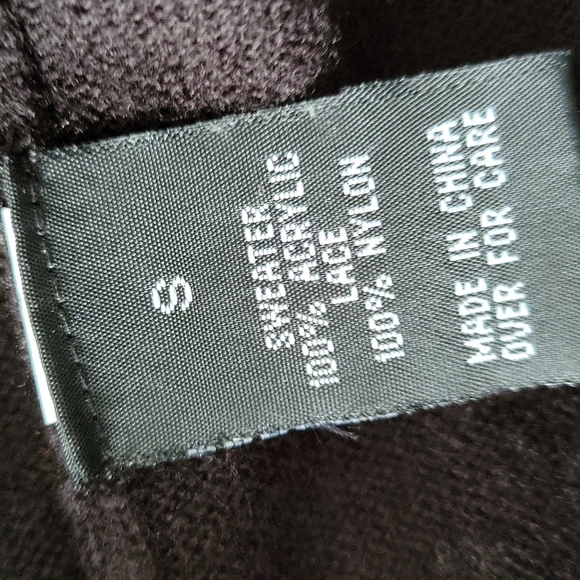 S
SWEATER
100% ACRYLIC
LACE
100% NYLON
MADE IN CHINA
OVER FOR CARE